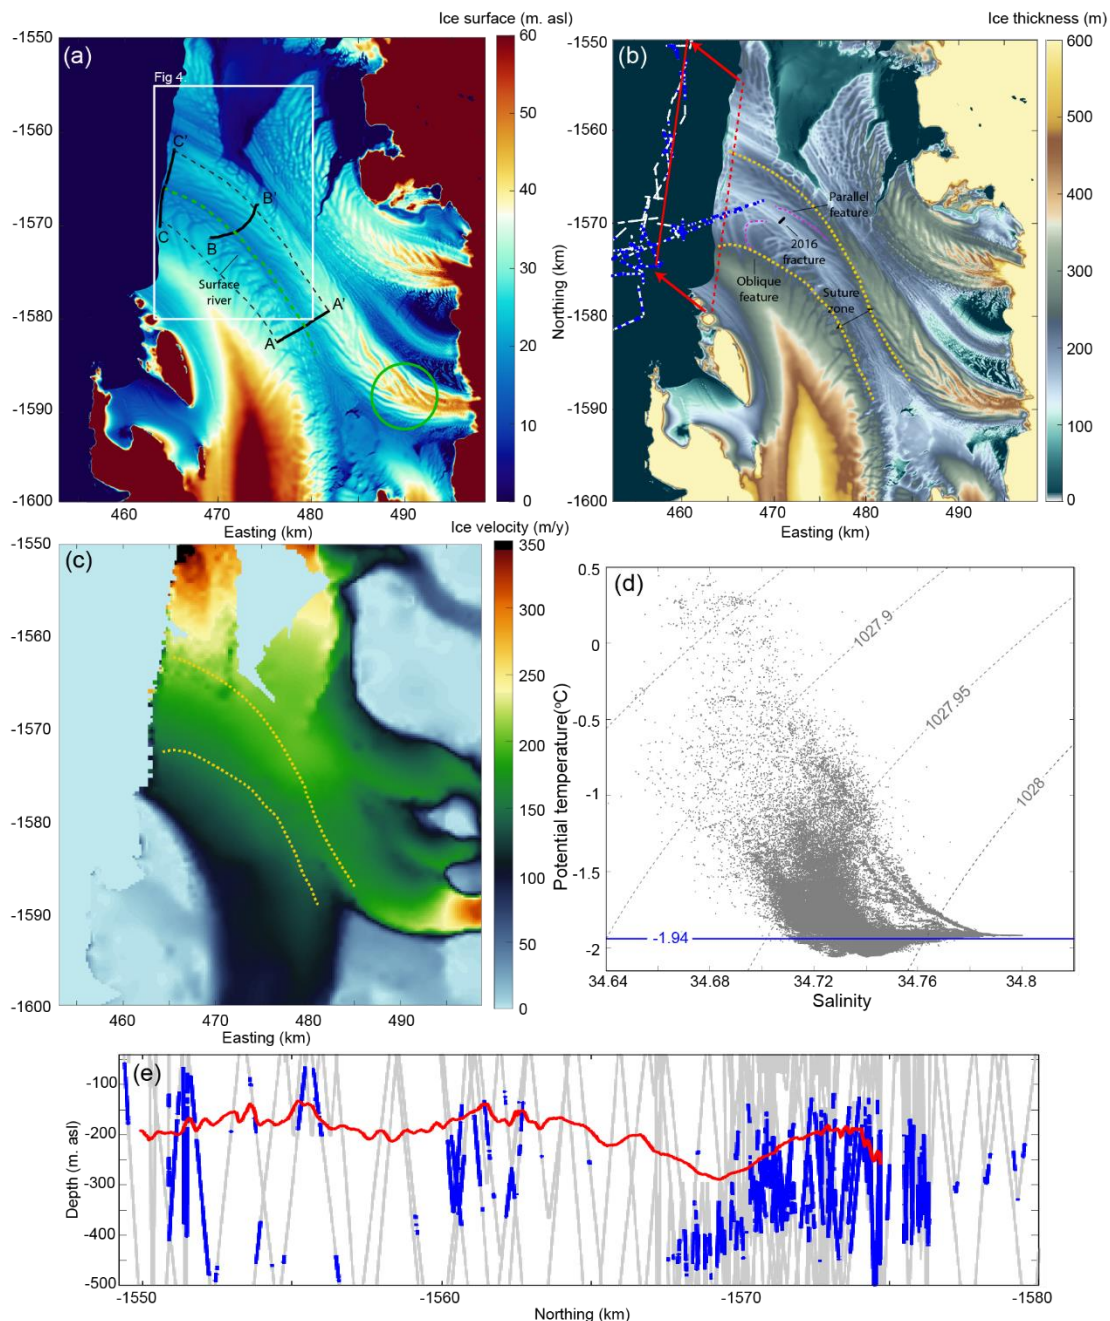 Ice surface (m. asl)
(a)
Fig 4.
C'
B'
C
B
Surface
river
A'
A
-1550
-1560
-1570
-1580
-1590
-1600
460
470
480
490
Easting (km)
60
50
40
30
20
10
0
Ice thickness (m)
(b)
Parallel
feature
2016
fracture
Oblique
feature
Suture
zone
Northing (km)
-1550
-1560
-1570
-1580
-1590
-1600
460
470
480
490
Easting (km)
600
500
400
300
200
100
0
Ice velocity (m/y)
(c)
-1550
-1560
-1570
-1580
-1590
-1600
460
470
480
490
Easting (km)
350
300
250
200
150
100
50
0
(d)
Potential temperature(°C)
0.5
0
-0.5
-1
-1.5
-2
1027.9
1027.95
1028
-1.94
34.64
34.68
34.72
34.76
34.8
Salinity
(e)
Depth (m. asl)
-100
-200
-300
-400
-500
-1550
-1560
-1570
-1580
Northing (km)